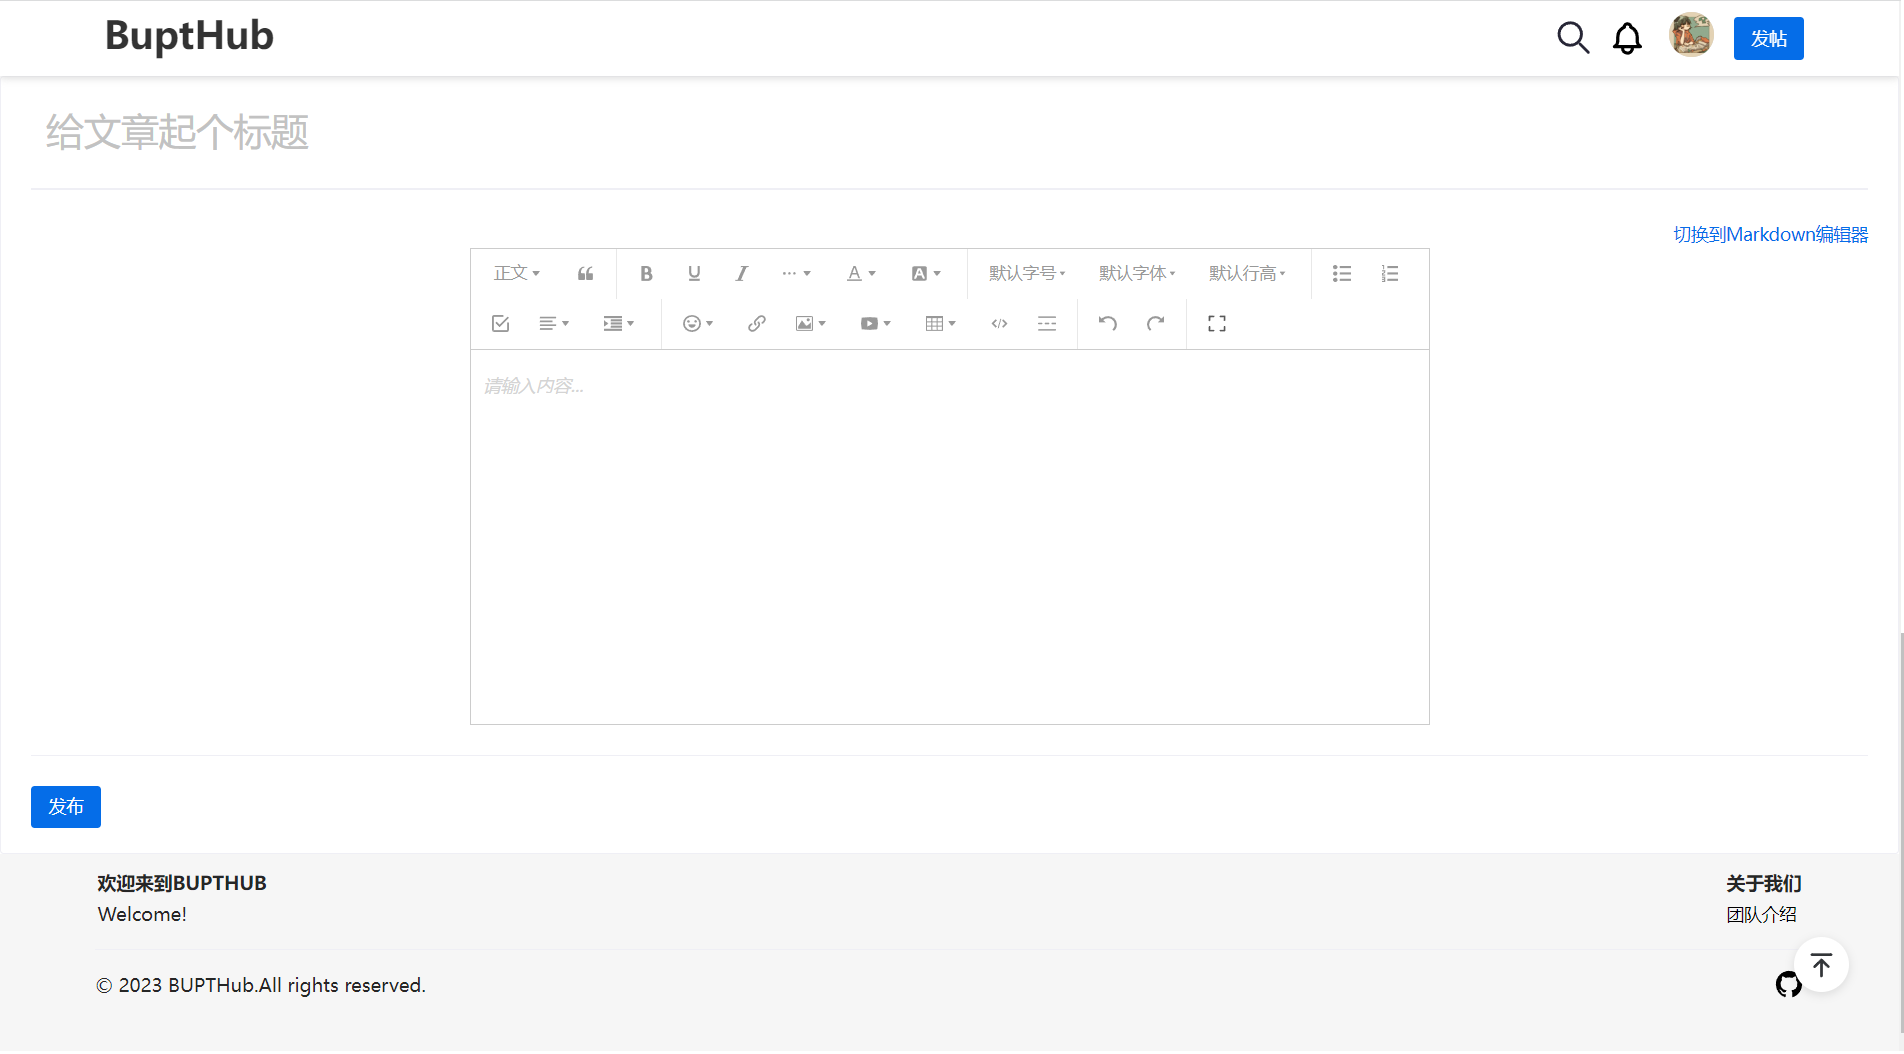 BuptHub
发帖
给文章起个标题
切换到Markdown编辑器
正文 默认字号 默认字体 默认行高
请输入内容...
发布
欢迎来到BUPTHUB
Welcome!
关于我们
团队介绍
© 2023 BUPTHub.All rights reserved.